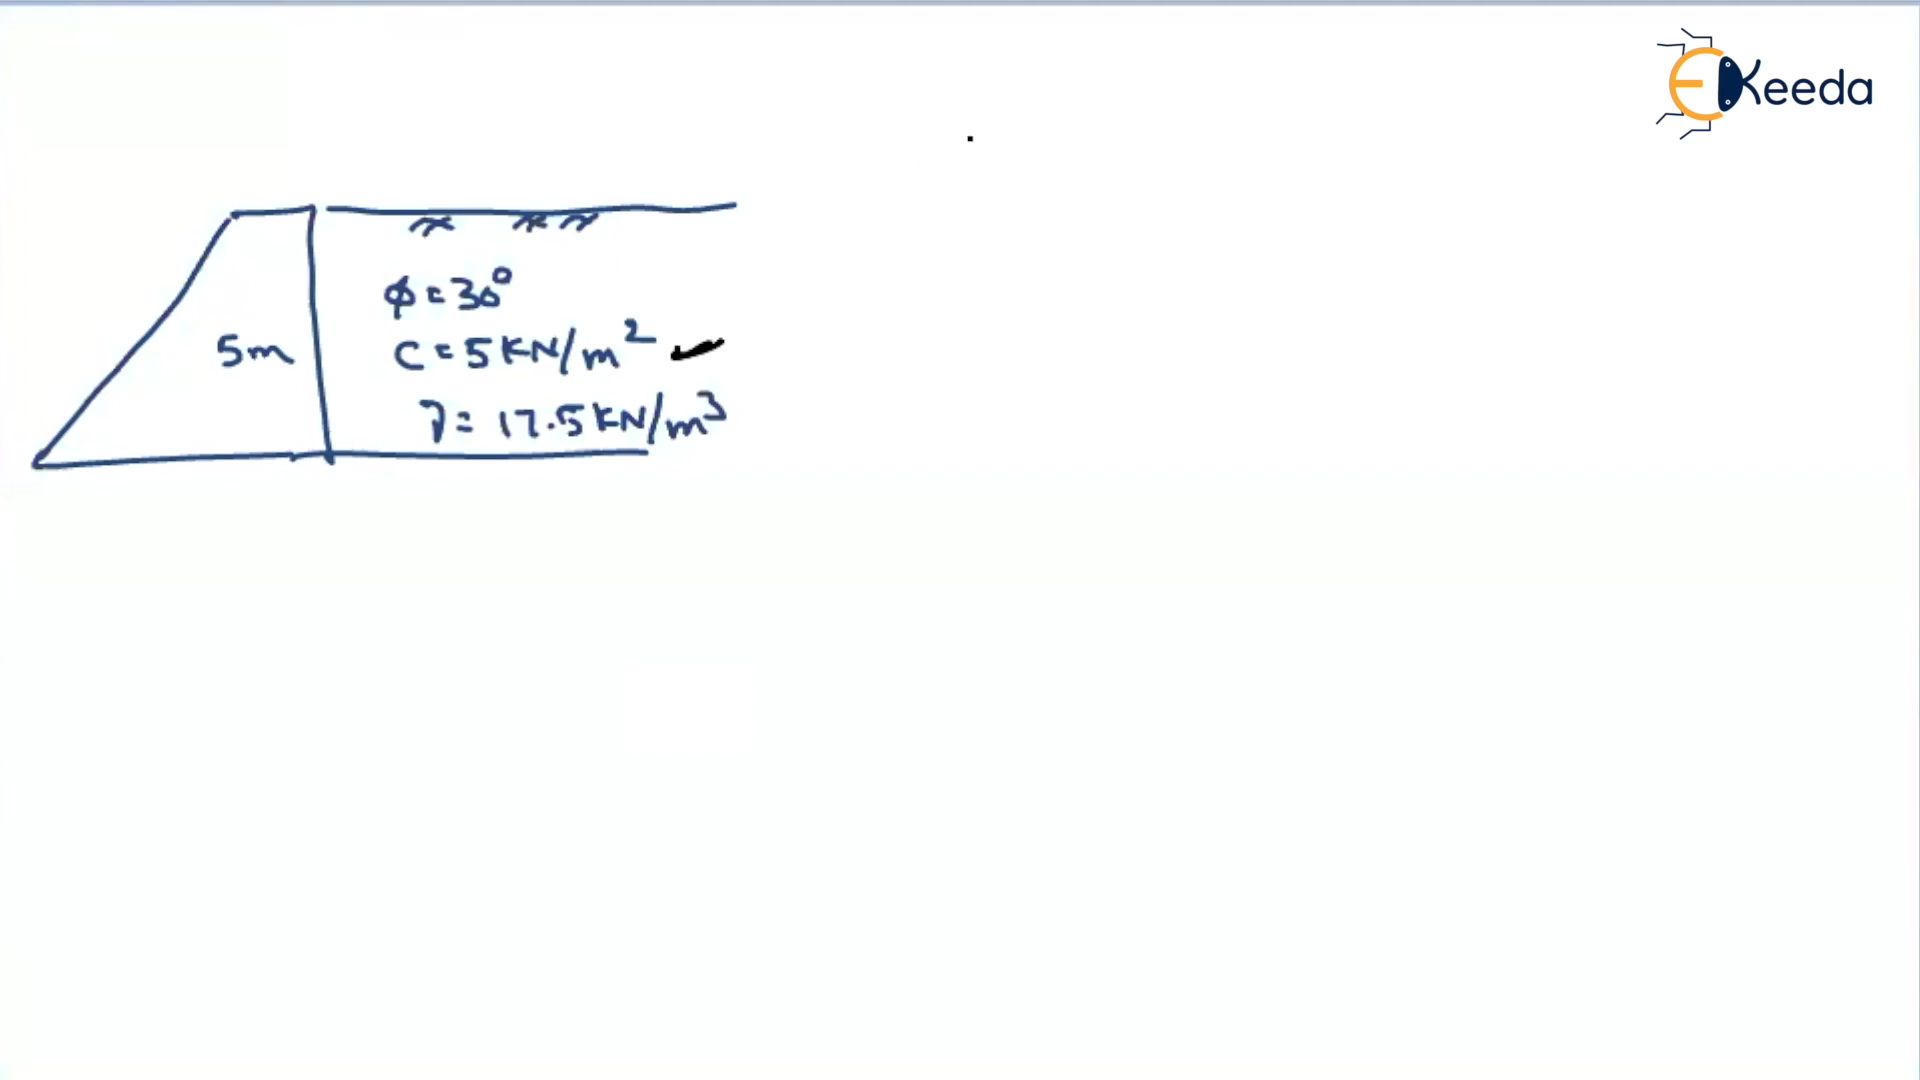 EKeeda
5m
φ = 30°
C = 5 KN/m²
γ = 17.5 KN/m³